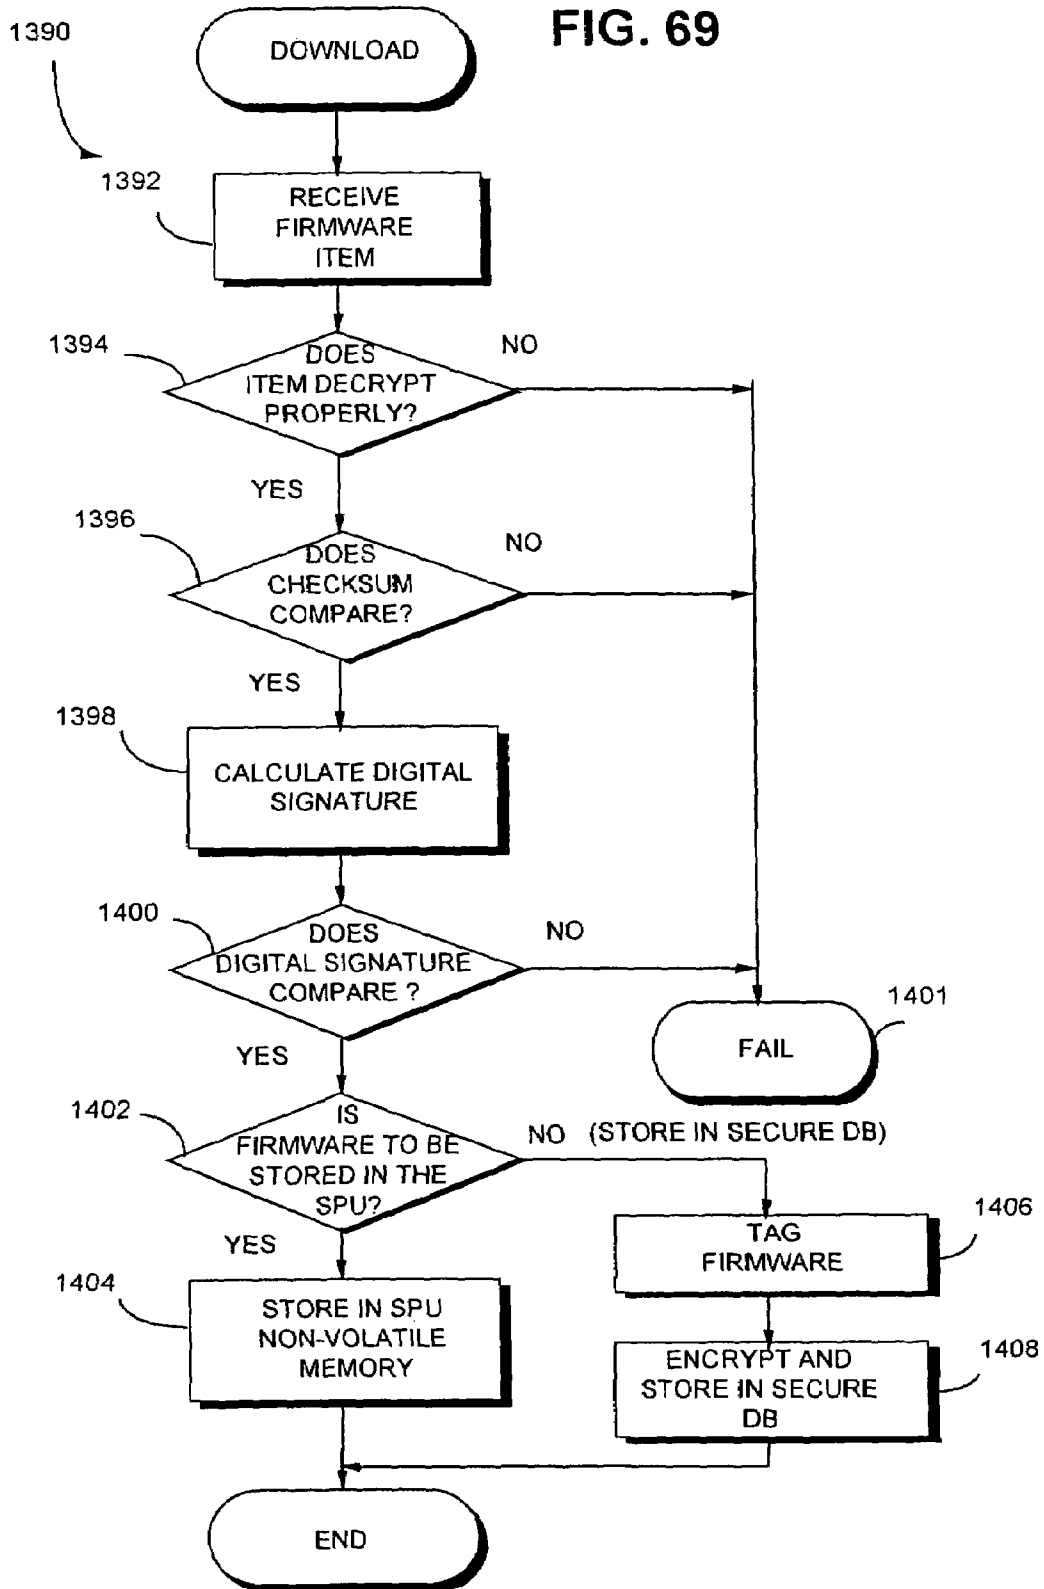 FIG. 69
1390
DOWNLOAD
1392
RECEIVE
FIRMWARE
ITEM
1394
DOES
ITEM DECRYPT
PROPERLY?
NO
YES
1396
DOES
CHECKSUM
COMPARE?
NO
YES
1398
CALCULATE DIGITAL
SIGNATURE
1400
DOES
DIGITAL SIGNATURE
COMPARE ?
NO
YES
1401
FAIL
1402
IS
FIRMWARE TO BE
STORED IN THE
SPU?
NO (STORE IN SECURE DB)
YES
1404
STORE IN SPU
NON-VOLATILE
MEMORY
1406
TAG
FIRMWARE
1408
ENCRYPT AND
STORE IN SECURE
DB
END